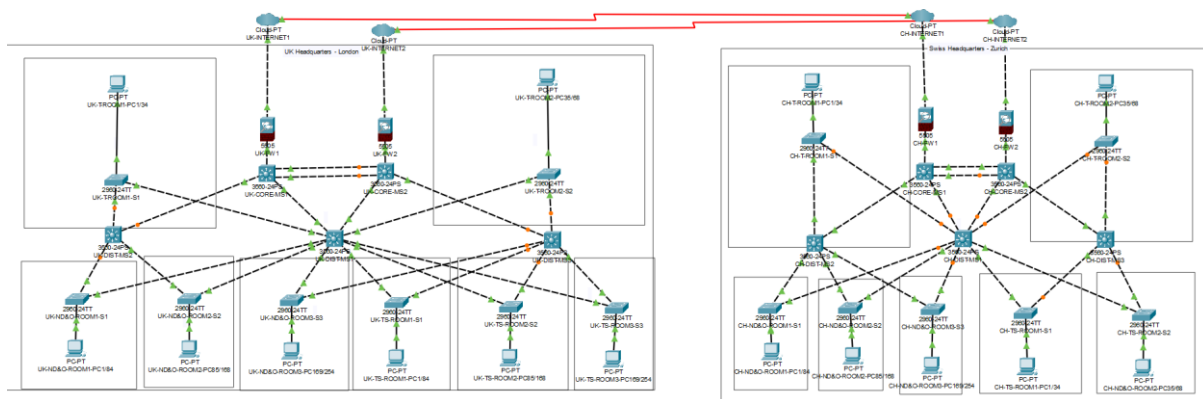 Cloud-PT
UK-INTERNET1
Cloud-PT
UK-INTERNET2
Cloud-PT
CH-INTERNET1
Cloud-PT
CH-INTERNET2
UK Headquarters - London
Swiss Headquarters - Zurich
PC-PT
UK-T-ROOM1-PC1/34
PC-PT
UK-T-ROOM2-PC35/68
5505
UK-FW1
5505
UK-FW2
3560-24PS
UK-CORE-MS1
3560-24PS
UK-CORE-MS2
2960-24TT
UK-TROOM1-S1
2960-24TT
UK-TROOM2-S2
3560-24PS
UK-DIST-MS2
3560-24PS
3560-24PS
2960-24TT
UK-ND&O-ROOM1-S1
2960-24TT
UK-ND&O-ROOM2-S2
2960-24TT
UK-ND&O-ROOM3-S3
2960-24TT
UK-TS-ROOM1-S1
2960-24TT
UK-TS-ROOM2-S2
2960-24TT
UK-TS-ROOM3-S3
PC-PT
UK-ND&O-ROOM1-PC1/84
PC-PT
UK-ND&O-ROOM2-PC85/168
PC-PT
UK-ND&O-ROOM3-PC169/254
PC-PT
UK-TS-ROOM1-PC1/84
PC-PT
UK-TS-ROOM2-PC85/168
PC-PT
UK-TS-ROOM3-PC169/254
PC-PT
CH-T-ROOM1-PC1/34
PC-PT
CH-T-ROOM2-PC35/68
5505
CH-FW1
5505
CH-FW2
2960-24TT
CH-T-ROOM1-S1
2960-24TT
CH-T-ROOM2-S2
3560-24PS
CH-CORE-MS1
3560-24PS
CH-CORE-MS2
3560-24PS
CH-DIST-MS2
3560-24PS
3560-24PS
CH-DIST-MS3
2960-24TT
CH-ND&O-ROOM1-S1
2960-24TT
CH-ND&O-ROOM2-S2
2960-24TT
CH-ND&O-ROOM3-S3
2960-24TT
CH-TS-ROOM1-S1
2960-24TT
CH-TS-ROOM2-S2
PC-PT
CH-ND&O-ROOM1-PC1/84
PC-PT
CH-ND&O-ROOM2-PC85/168
PC-PT
CH-ND&O-ROOM3-PC169/254
PC-PT
CH-TS-ROOM1-PC1/34
PC-PT
CH-ND&O-ROOM2-PC35/68